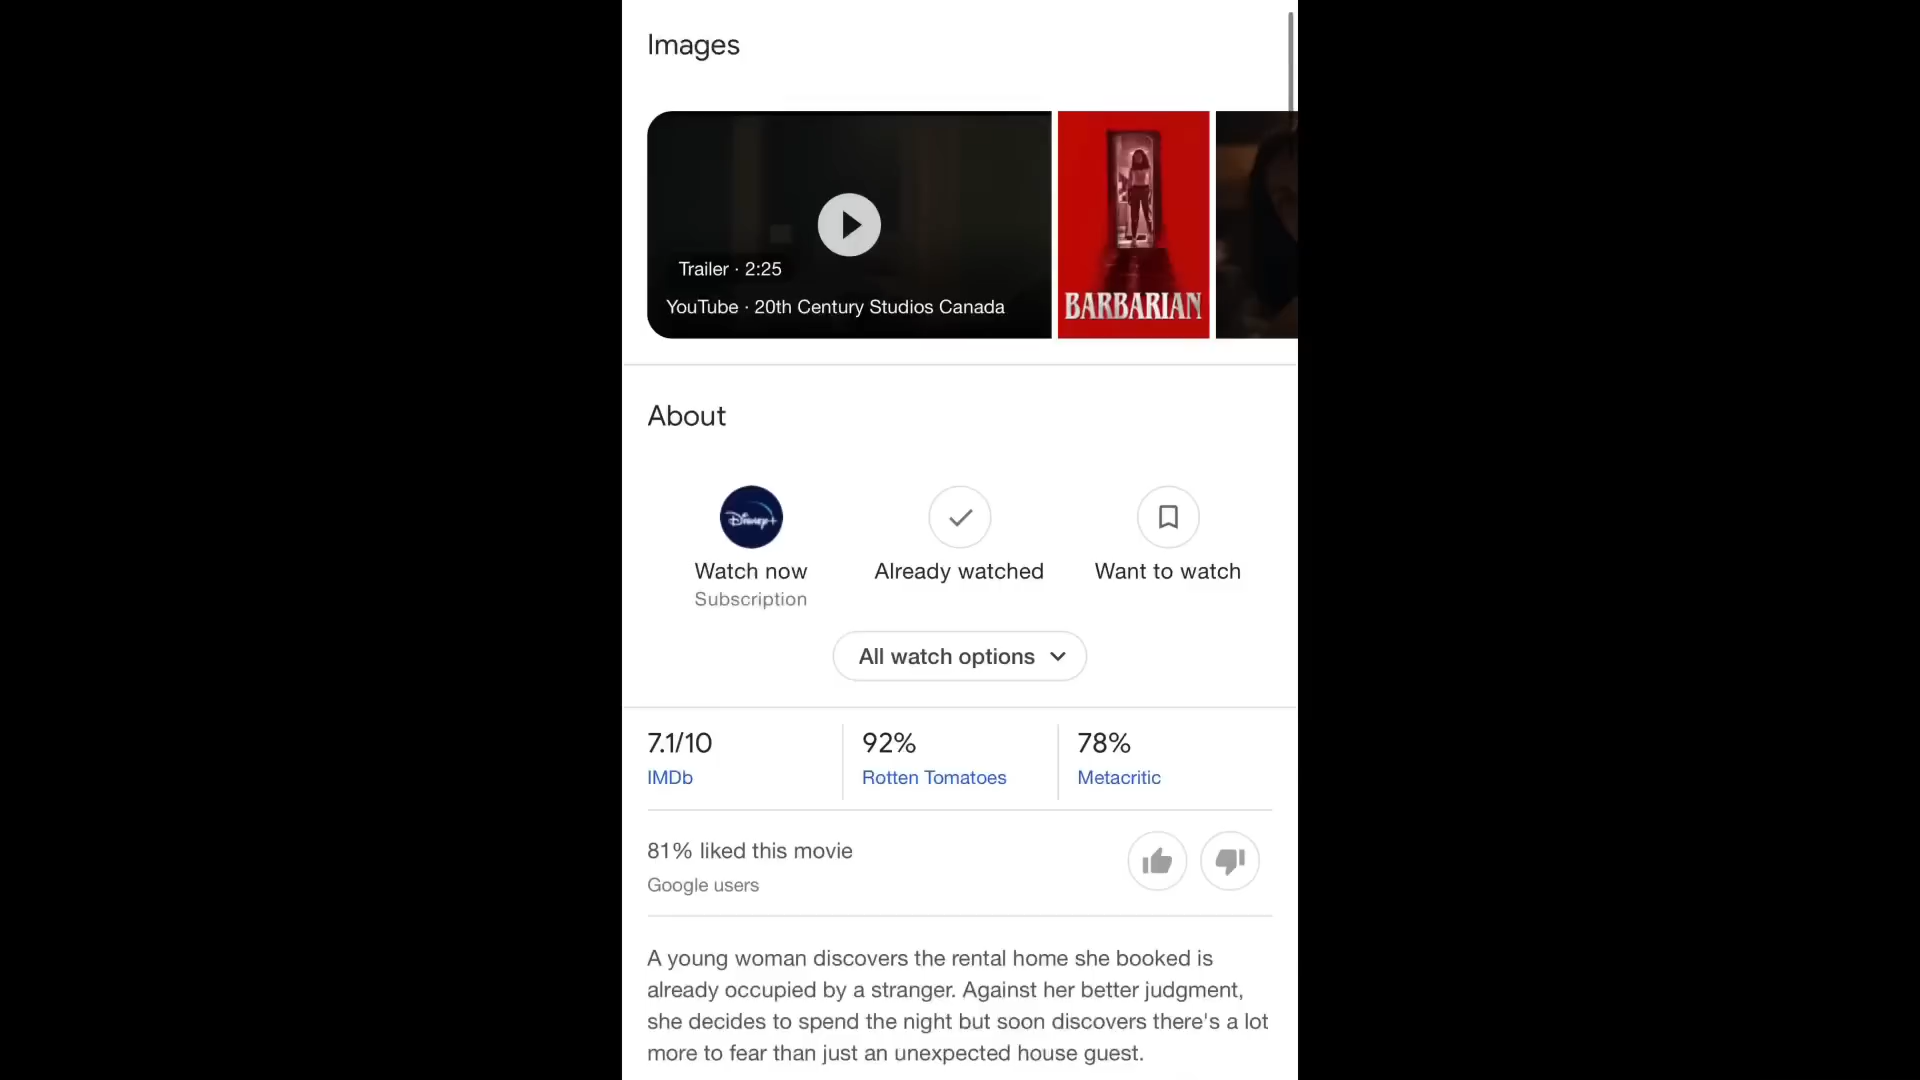 Images
Trailer · 2:25
YouTube · 20th Century Studios Canada
BARBARIAN
About
Disney+
Watch now
Subscription
Already watched
Want to watch
All watch options
7.1/10
IMDb
92%
Rotten Tomatoes
78%
Metacritic
81% liked this movie
Google users
A young woman discovers the rental home she booked is
already occupied by a stranger. Against her better judgment,
she decides to spend the night but soon discovers there's a lot
more to fear than just an unexpected house guest.